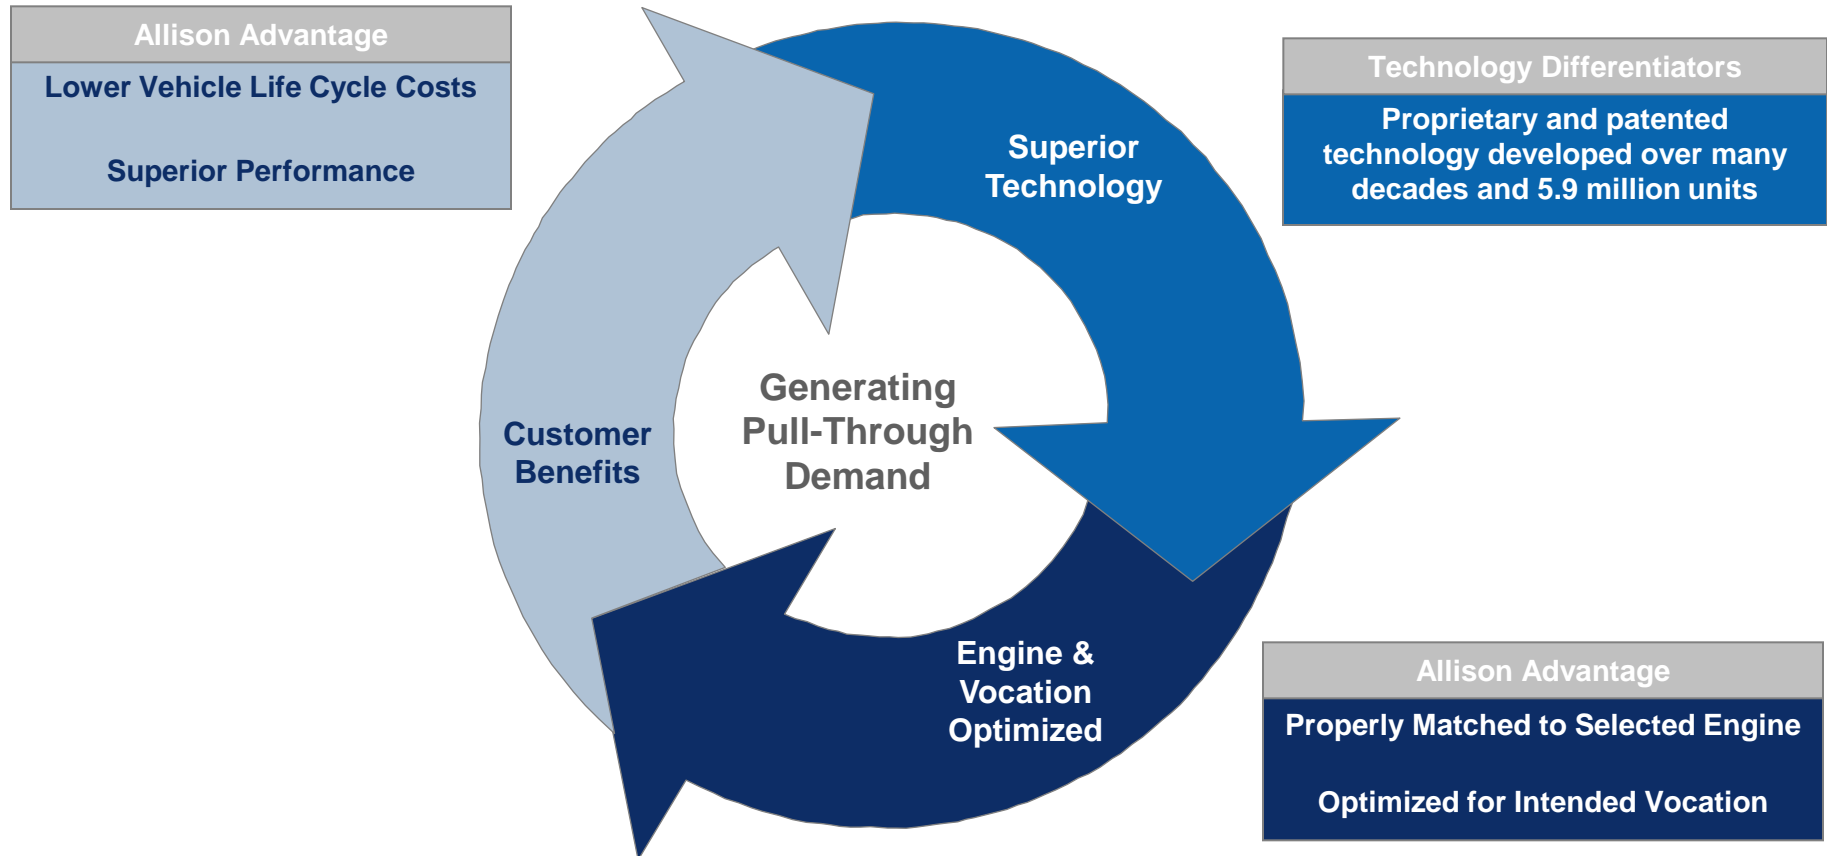 Allison Advantage
Lower Vehicle Life Cycle Costs
Superior Performance
Technology Differentiators
Proprietary and patented
technology developed over many
decades and 5.9 million units
Superior
Technology
Generating
Pull-Through
Demand
Customer
Benefits
Engine &
Vocation
Optimized
Allison Advantage
Properly Matched to Selected Engine
Optimized for Intended Vocation